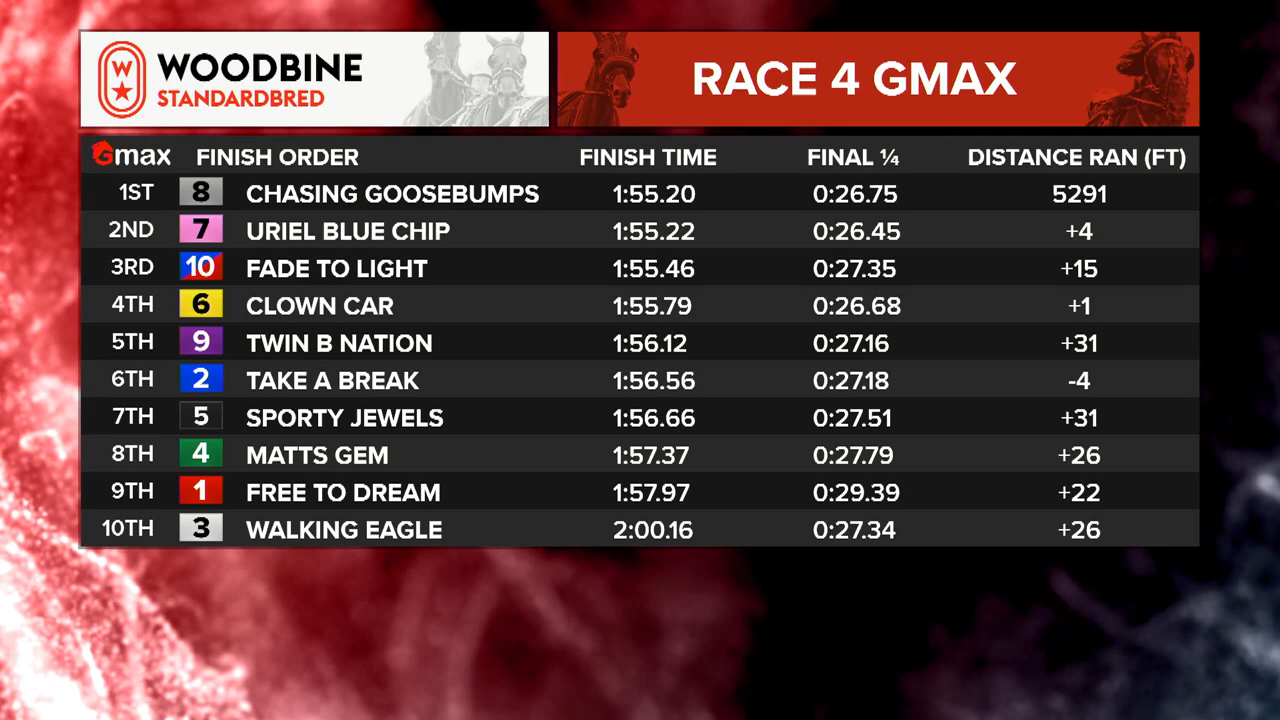 W
WOODBINE
STANDARDBRED
RACE 4 GMAX
Gmax FINISH ORDER FINISH TIME FINAL ¼ DISTANCE RAN (FT)
1ST 8 CHASING GOOSEBUMPS 1:55.20 0:26.75 5291
2ND 7 URIEL BLUE CHIP 1:55.22 0:26.45 +4
3RD 10 FADE TO LIGHT 1:55.46 0:27.35 +15
4TH 6 CLOWN CAR 1:55.79 0:26.68 +1
5TH 9 TWIN B NATION 1:56.12 0:27.16 +31
6TH 2 TAKE A BREAK 1:56.56 0:27.18 -4
7TH 5 SPORTY JEWELS 1:56.66 0:27.51 +31
8TH 4 MATTS GEM 1:57.37 0:27.79 +26
9TH 1 FREE TO DREAM 1:57.97 0:29.39 +22
10TH 3 WALKING EAGLE 2:00.16 0:27.34 +26